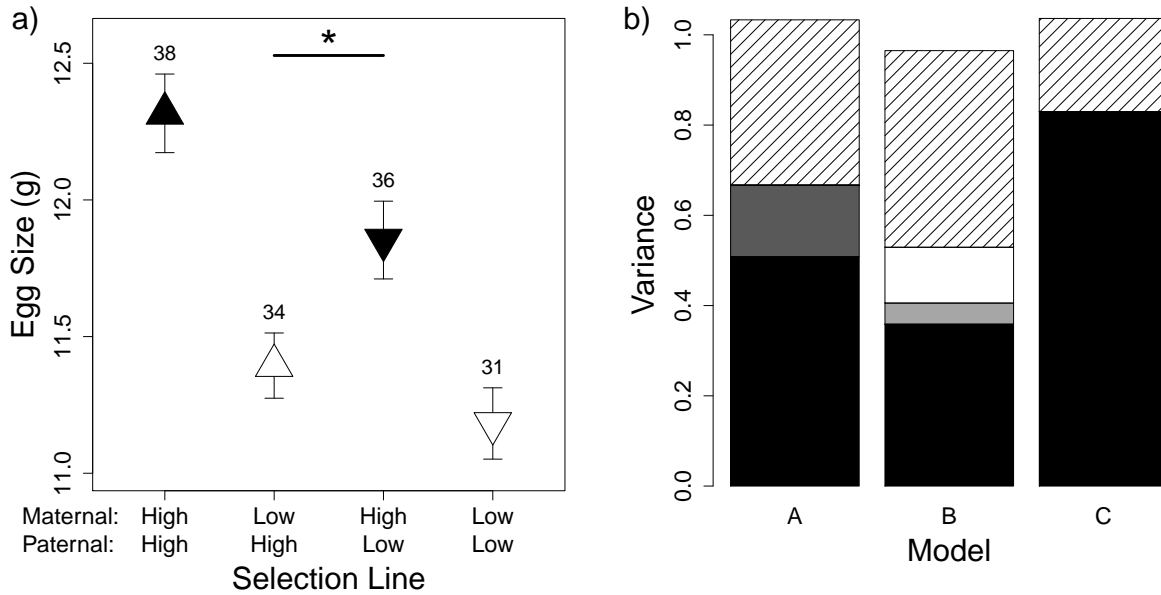 a)
Egg Size (g)
12.5
12.0
11.5
11.0
*
38
34
36
31
Maternal: High Low High Low
Paternal: High High Low Low
Selection Line
b)
Variance
1.0
0.8
0.6
0.4
0.2
0.0
A B C
Model